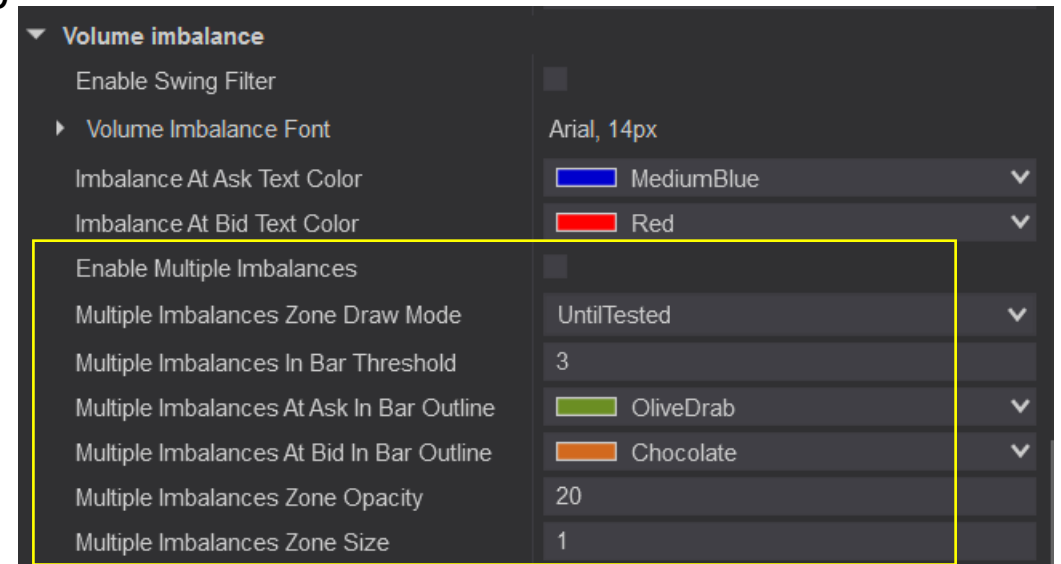 Volume imbalance
Enable Swing Filter
Volume Imbalance Font Arial, 14px
Imbalance At Ask Text Color MediumBlue
Imbalance At Bid Text Color Red
Enable Multiple Imbalances
Multiple Imbalances Zone Draw Mode UntilTested
Multiple Imbalances In Bar Threshold 3
Multiple Imbalances At Ask In Bar Outline OliveDrab
Multiple Imbalances At Bid In Bar Outline Chocolate
Multiple Imbalances Zone Opacity 20
Multiple Imbalances Zone Size 1